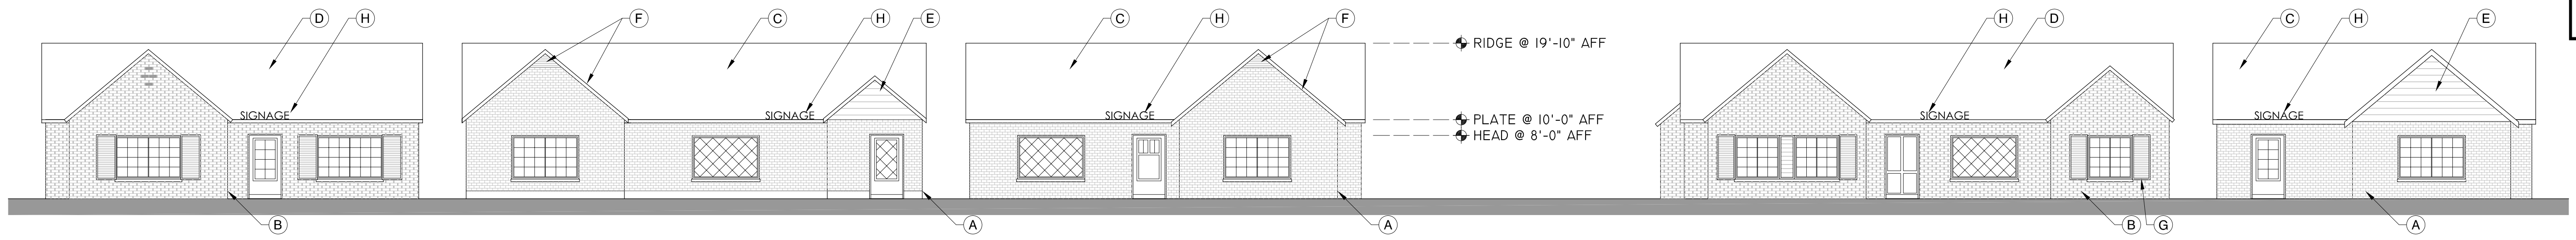 D H F C H E C H F H D C H E
RIDGE @ 19'-10" AFF
SIGNAGE SIGNAGE SIGNAGE SIGNAGE SIGNAGE
PLATE @ 10'-0" AFF
HEAD @ 8'-0" AFF
B A A B G A